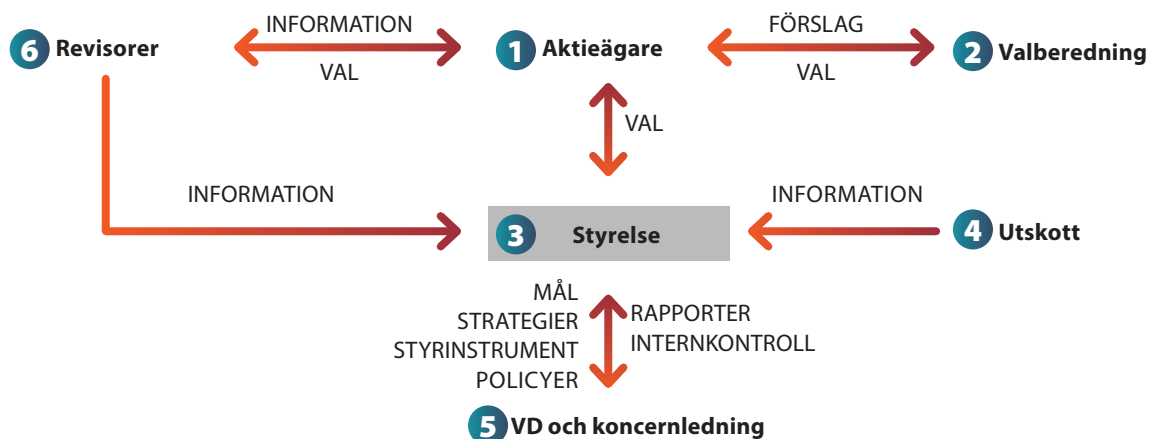 INFORMATION
FÖRSLAG
6 Revisorer
1 Aktieägare
2 Valberedning
VAL
VAL
VAL
INFORMATION
INFORMATION
3 Styrelse
4 Utskott
MÅL
STRATEGIER
STYRINSTRUMENT
POLICYER
RAPPORTER
INTERNKONTROLL
5 VD och koncernledning